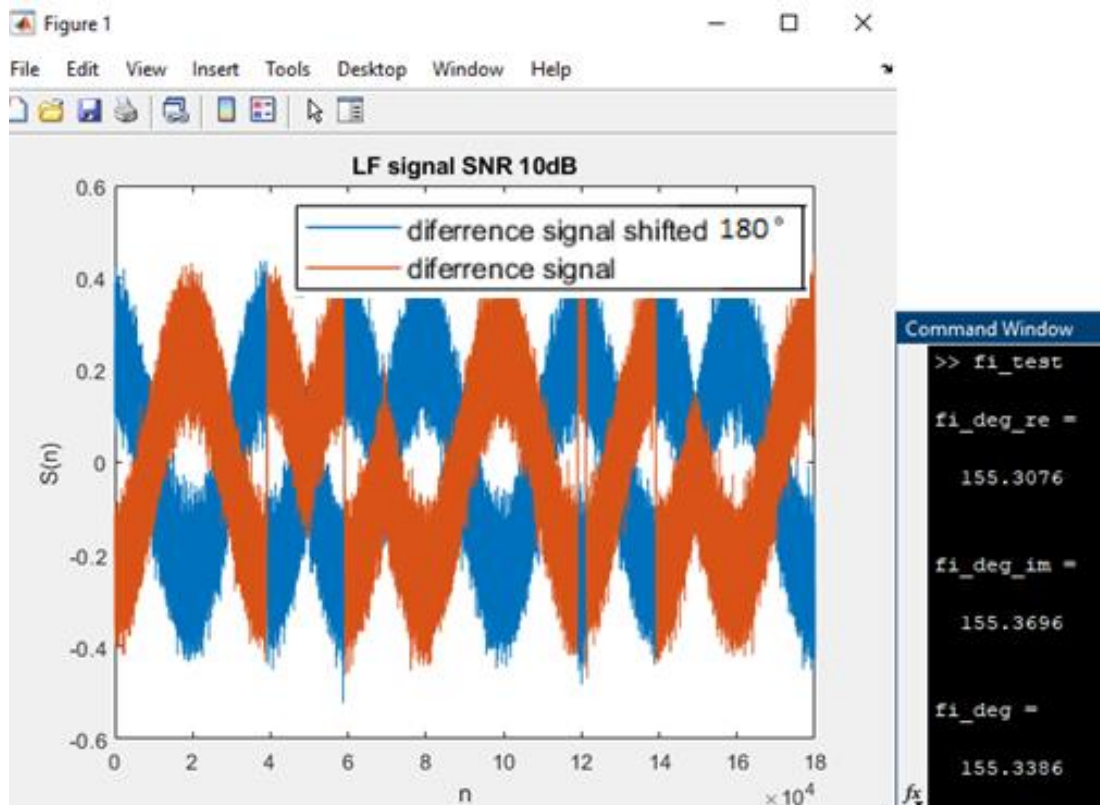 Figure 1
File Edit View Insert Tools Desktop Window Help
LF signal SNR 10dB
diferrence signal shifted 180°
diferrence signal
0.6
0.4
0.2
0
-0.2
-0.4
-0.6
S(n)
0 2 4 6 8 10 12 14 16 18
n
× 10⁴
Command Window
>> fi_test
fi_deg_re =
155.3076
fi_deg_im =
155.3696
fi_deg =
155.3386
fx